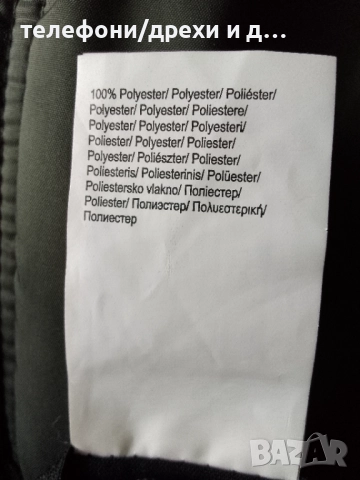 телефони/дрехи и д...
100% Polyester/ Polyester/ Poliéster/
Polyester/ Polyester/ Poliestere/
Polyester/ Polyester/ Polyesteri/
Poliester/ Polyester/ Poliester/
Polyester/ Poliészter/ Poliester/
Poliesteris/ Poliesterinis/ Polüester/
Poliestersko vlakno/ Поліестер/
Poliester/ Полиэстер/ Πολυεστερική/
Полиестер
BAZAR